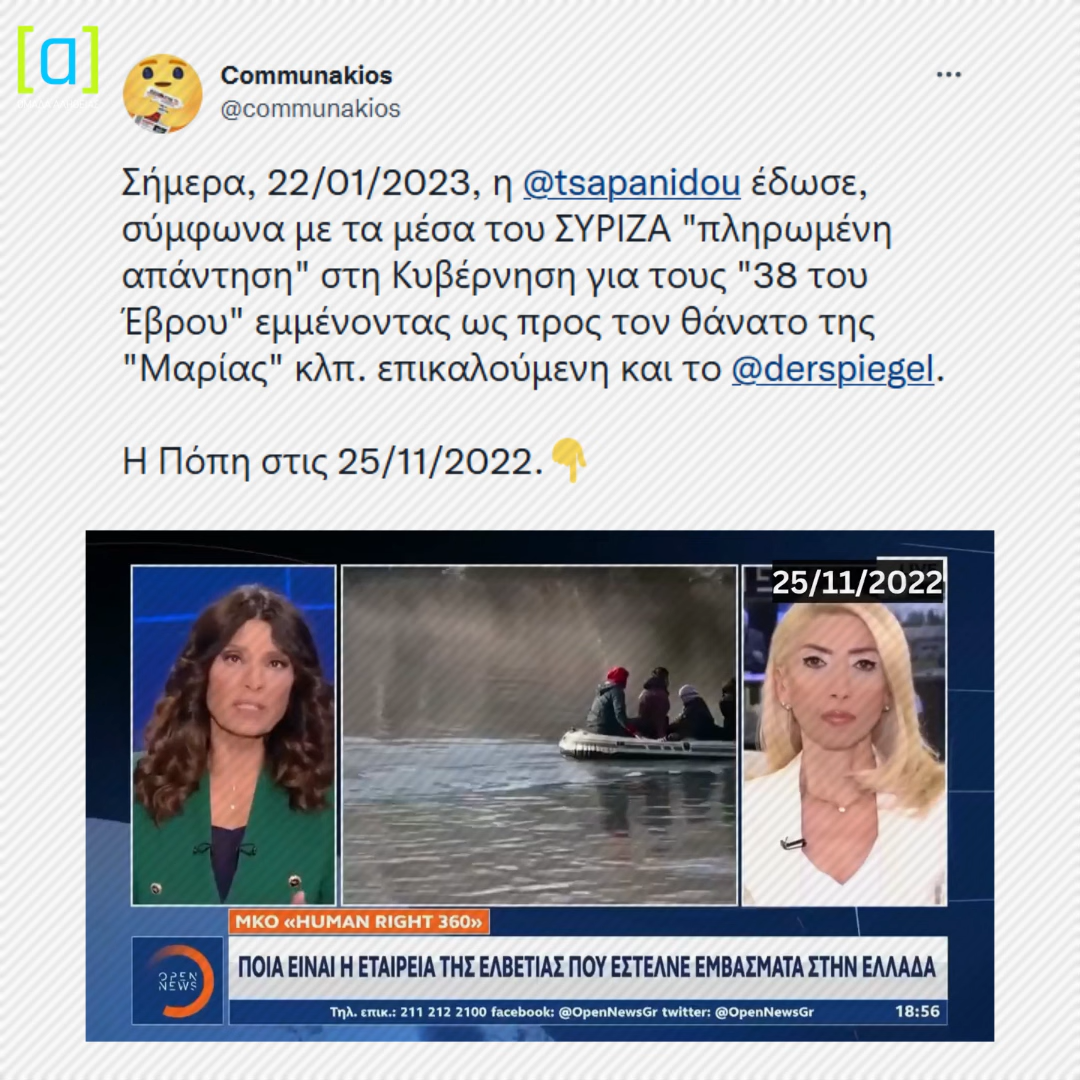 [a]
Communakios
@communakios
Σήμερα, 22/01/2023, η @tsapanidou έδωσε,
σύμφωνα με τα μέσα του ΣΥΡΙΖΑ "πληρωμένη
απάντηση" στη Κυβέρνηση για τους "38 του
Έβρου" εμμένοντας ως προς τον θάνατο της
"Μαρίας" κλπ. επικαλούμενη και το @derspiegel.
Η Πόπη στις 25/11/2022.
25/11/2022
ΜΚΟ «HUMAN RIGHT 360»
OPEN
NEWS
ΠΟΙΑ ΕΙΝΑΙ Η ΕΤΑΙΡΕΙΑ ΤΗΣ ΕΛΒΕΤΙΑΣ ΠΟΥ ΕΣΤΕΛΝΕ ΕΜΒΑΣΜΑΤΑ ΣΤΗΝ ΕΛΛΑΔΑ
Τηλ. επικ.: 211 212 2100 facebook: @OpenNewsGr twitter: @OpenNewsGr 18:56